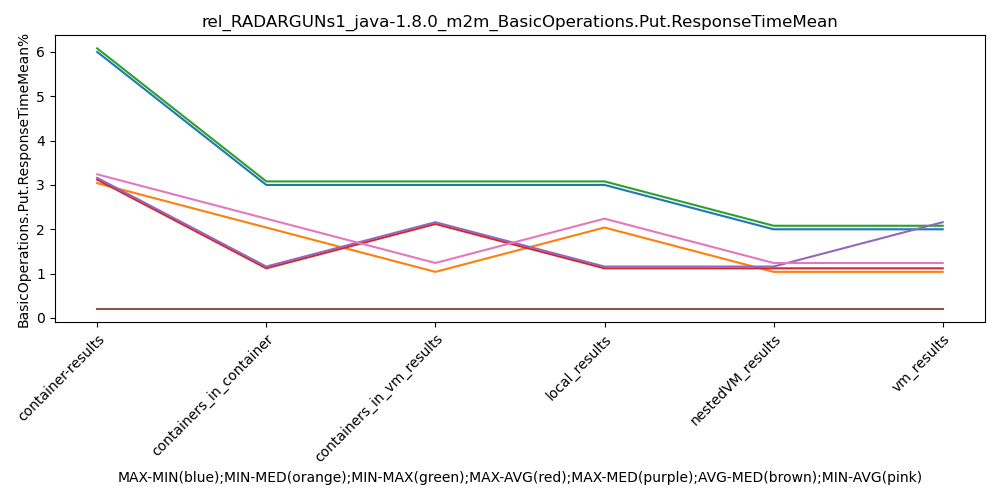 rel_RADARGUNs1_java-1.8.0_m2m_BasicOperations.Put.ResponseTimeMean
BasicOperations.Put.ResponseTimeMean%
6
5
4
3
2
1
0
container-results
containers_in_container
containers_in_vm_results
local_results
nestedVM_results
vm_results
MAX-MIN(blue);MIN-MED(orange);MIN-MAX(green);MAX-AVG(red);MAX-MED(purple);AVG-MED(brown);MIN-AVG(pink)